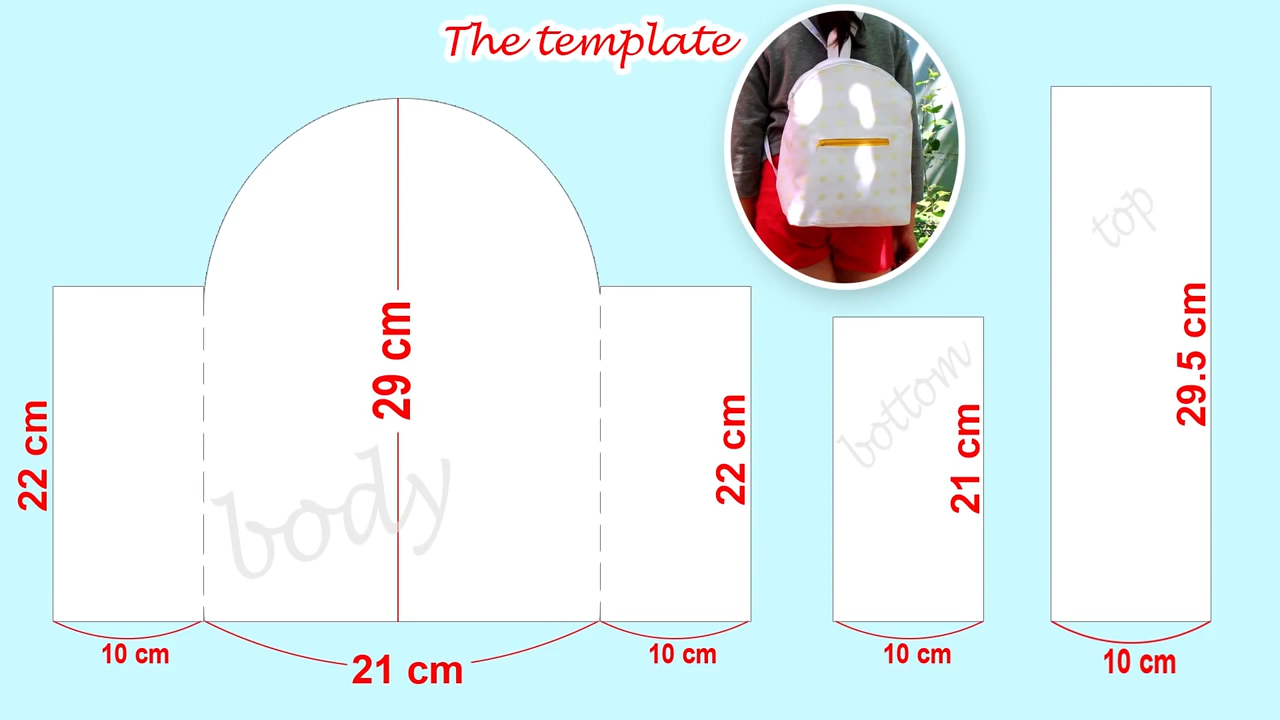 The template
29 cm
22 cm
body
22 cm
10 cm
21 cm
10 cm
bottom
21 cm
10 cm
top
29.5 cm
10 cm